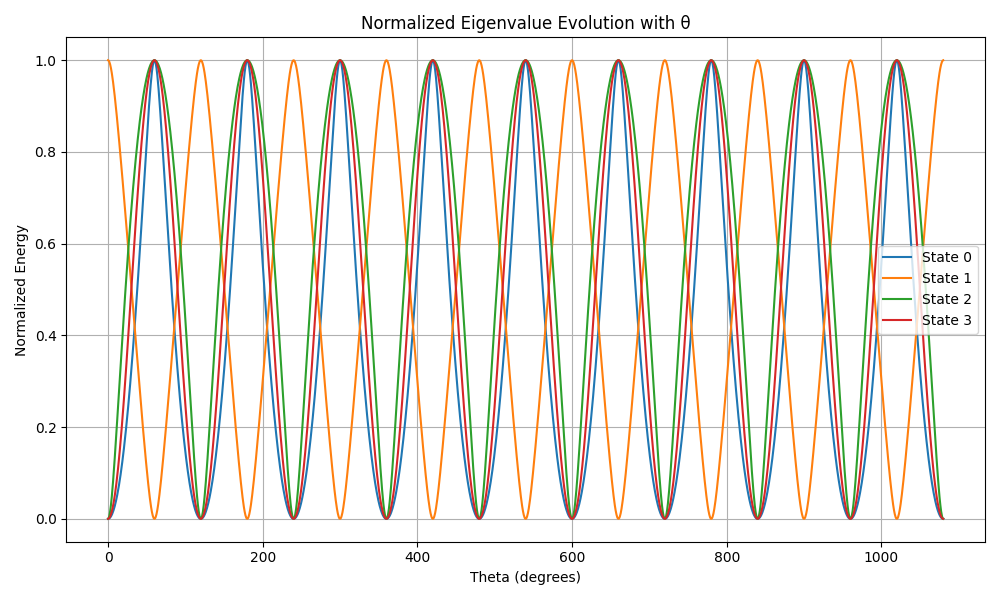 Normalized Eigenvalue Evolution with θ
Normalized Energy
1.0
0.8
0.6
0.4
0.2
0.0
State 0
State 1
State 2
State 3
0 200 400 600 800 1000
Theta (degrees)